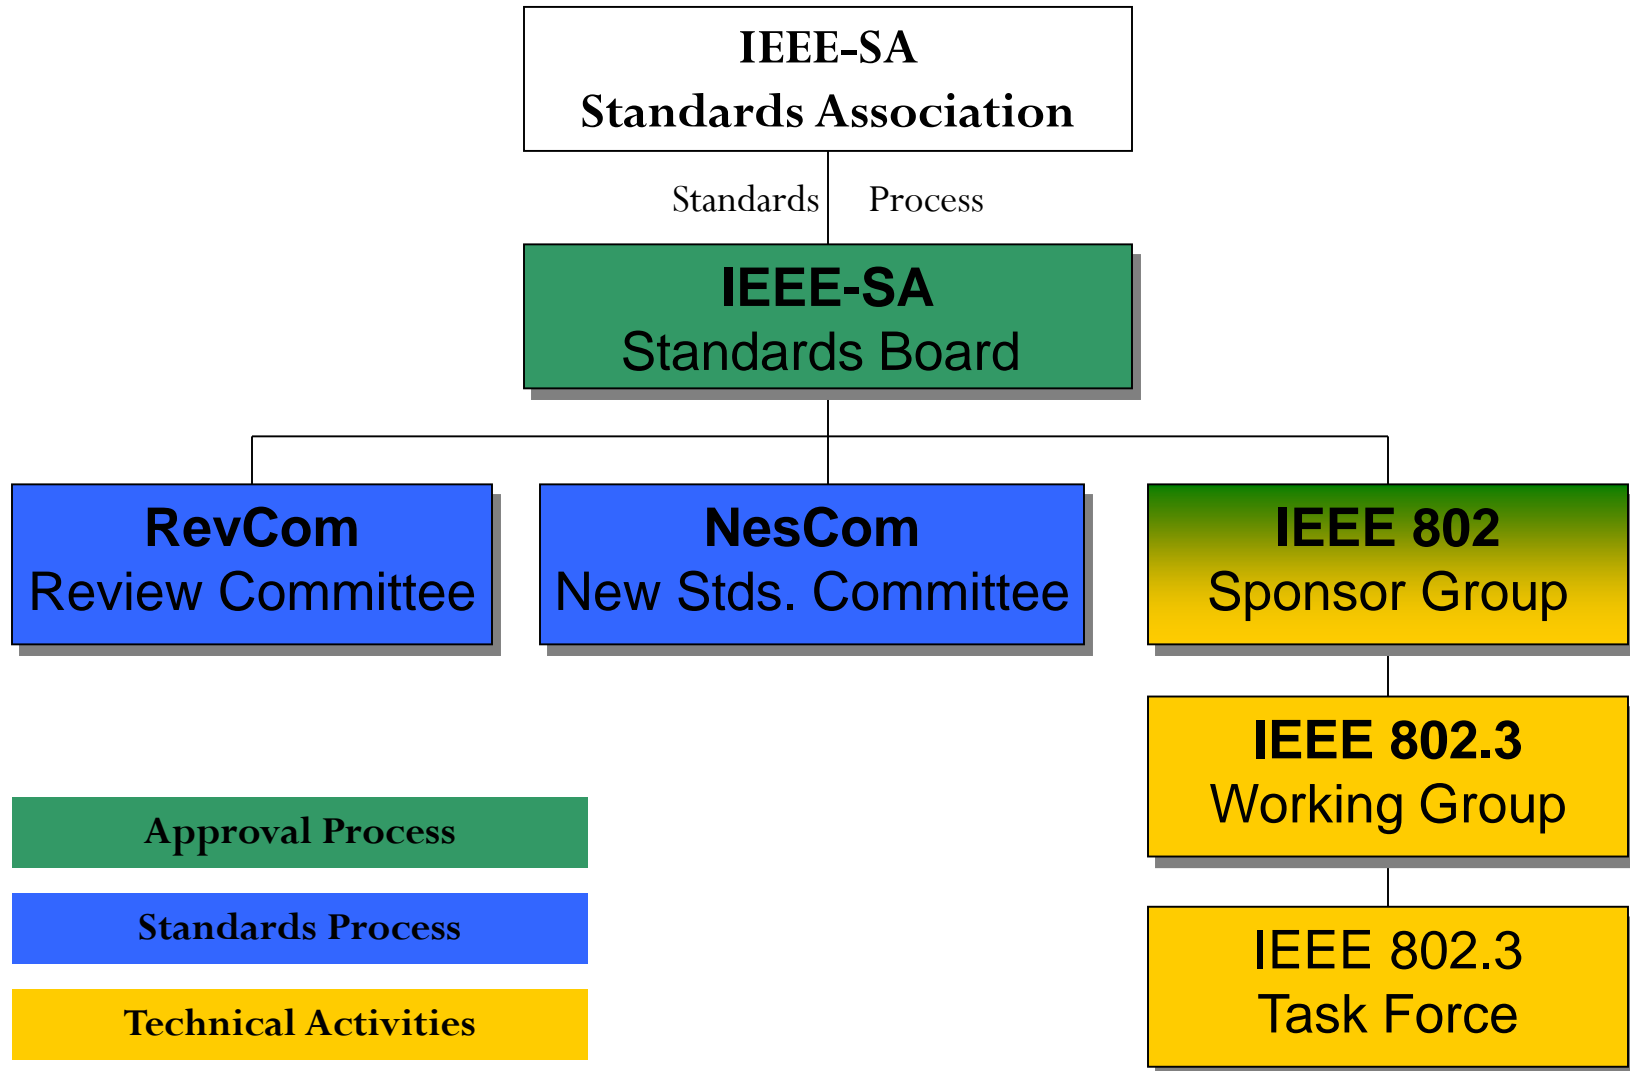 IEEE-SA
Standards Association
Standards Process
IEEE-SA
Standards Board
RevCom
Review Committee
NesCom
New Stds. Committee
IEEE 802
Sponsor Group
IEEE 802.3
Working Group
IEEE 802.3
Task Force
Approval Process
Standards Process
Technical Activities